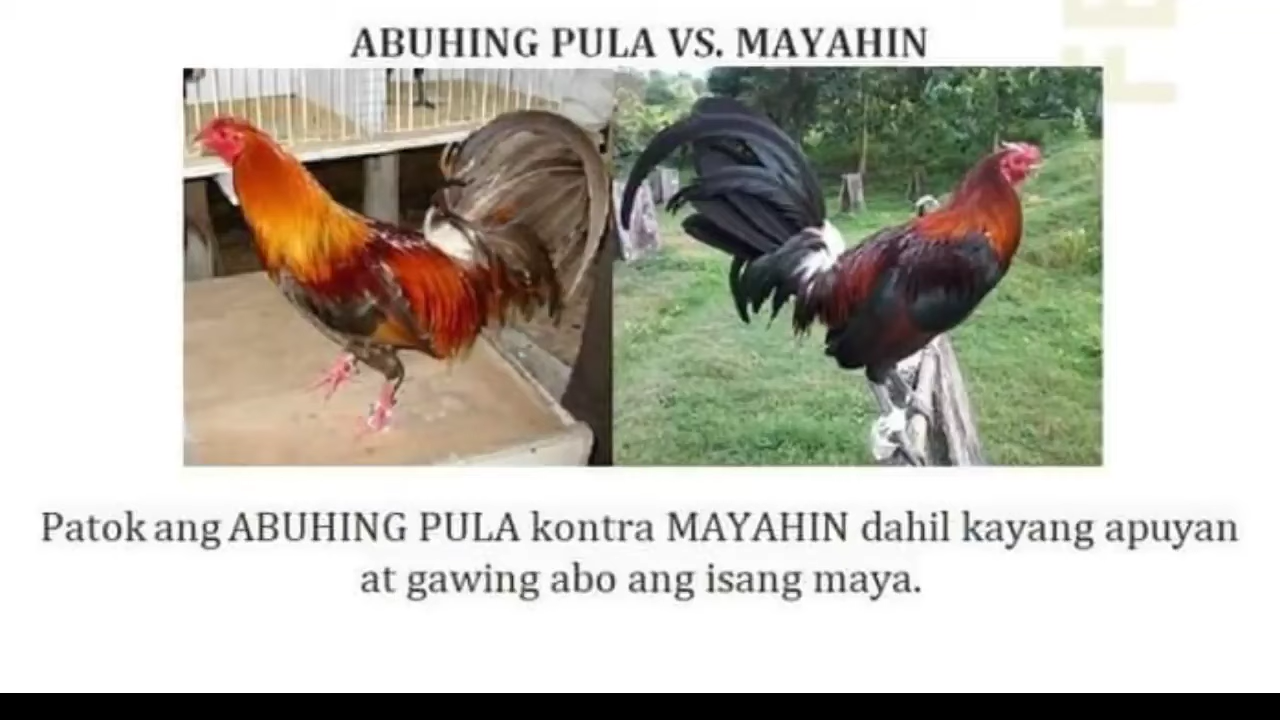 ABUHING PULA VS. MAYAHIN
Patok ang ABUHING PULA kontra MAYAHIN dahil kayang apuyan
at gawing abo ang isang maya.